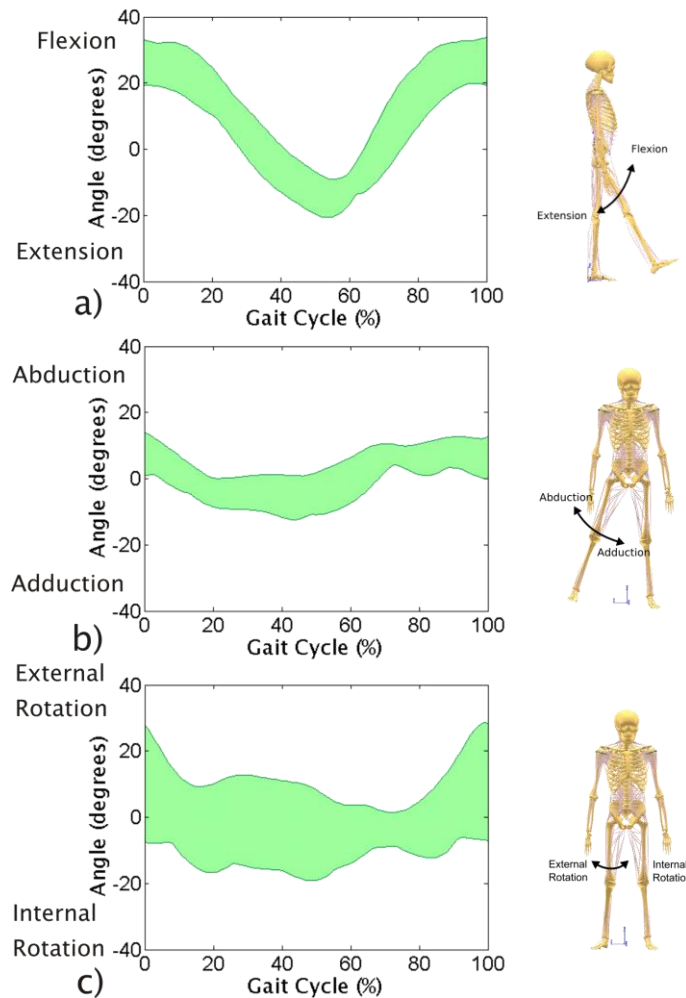 40
Flexion
20
Angle (degrees)
0
-20
Extension
-40
0 20 40 60 80 100
Gait Cycle (%)
a)
Flexion
Extension
40
Abduction
20
Angle (degrees)
0
-20
Adduction
-40
0 20 40 60 80 100
Gait Cycle (%)
b)
Abduction
Adduction
External
Rotation
40
20
Angle (degrees)
0
-20
Internal
Rotation
-40
0 20 40 60 80 100
Gait Cycle (%)
c)
External
Rotation
Internal
Rotatio